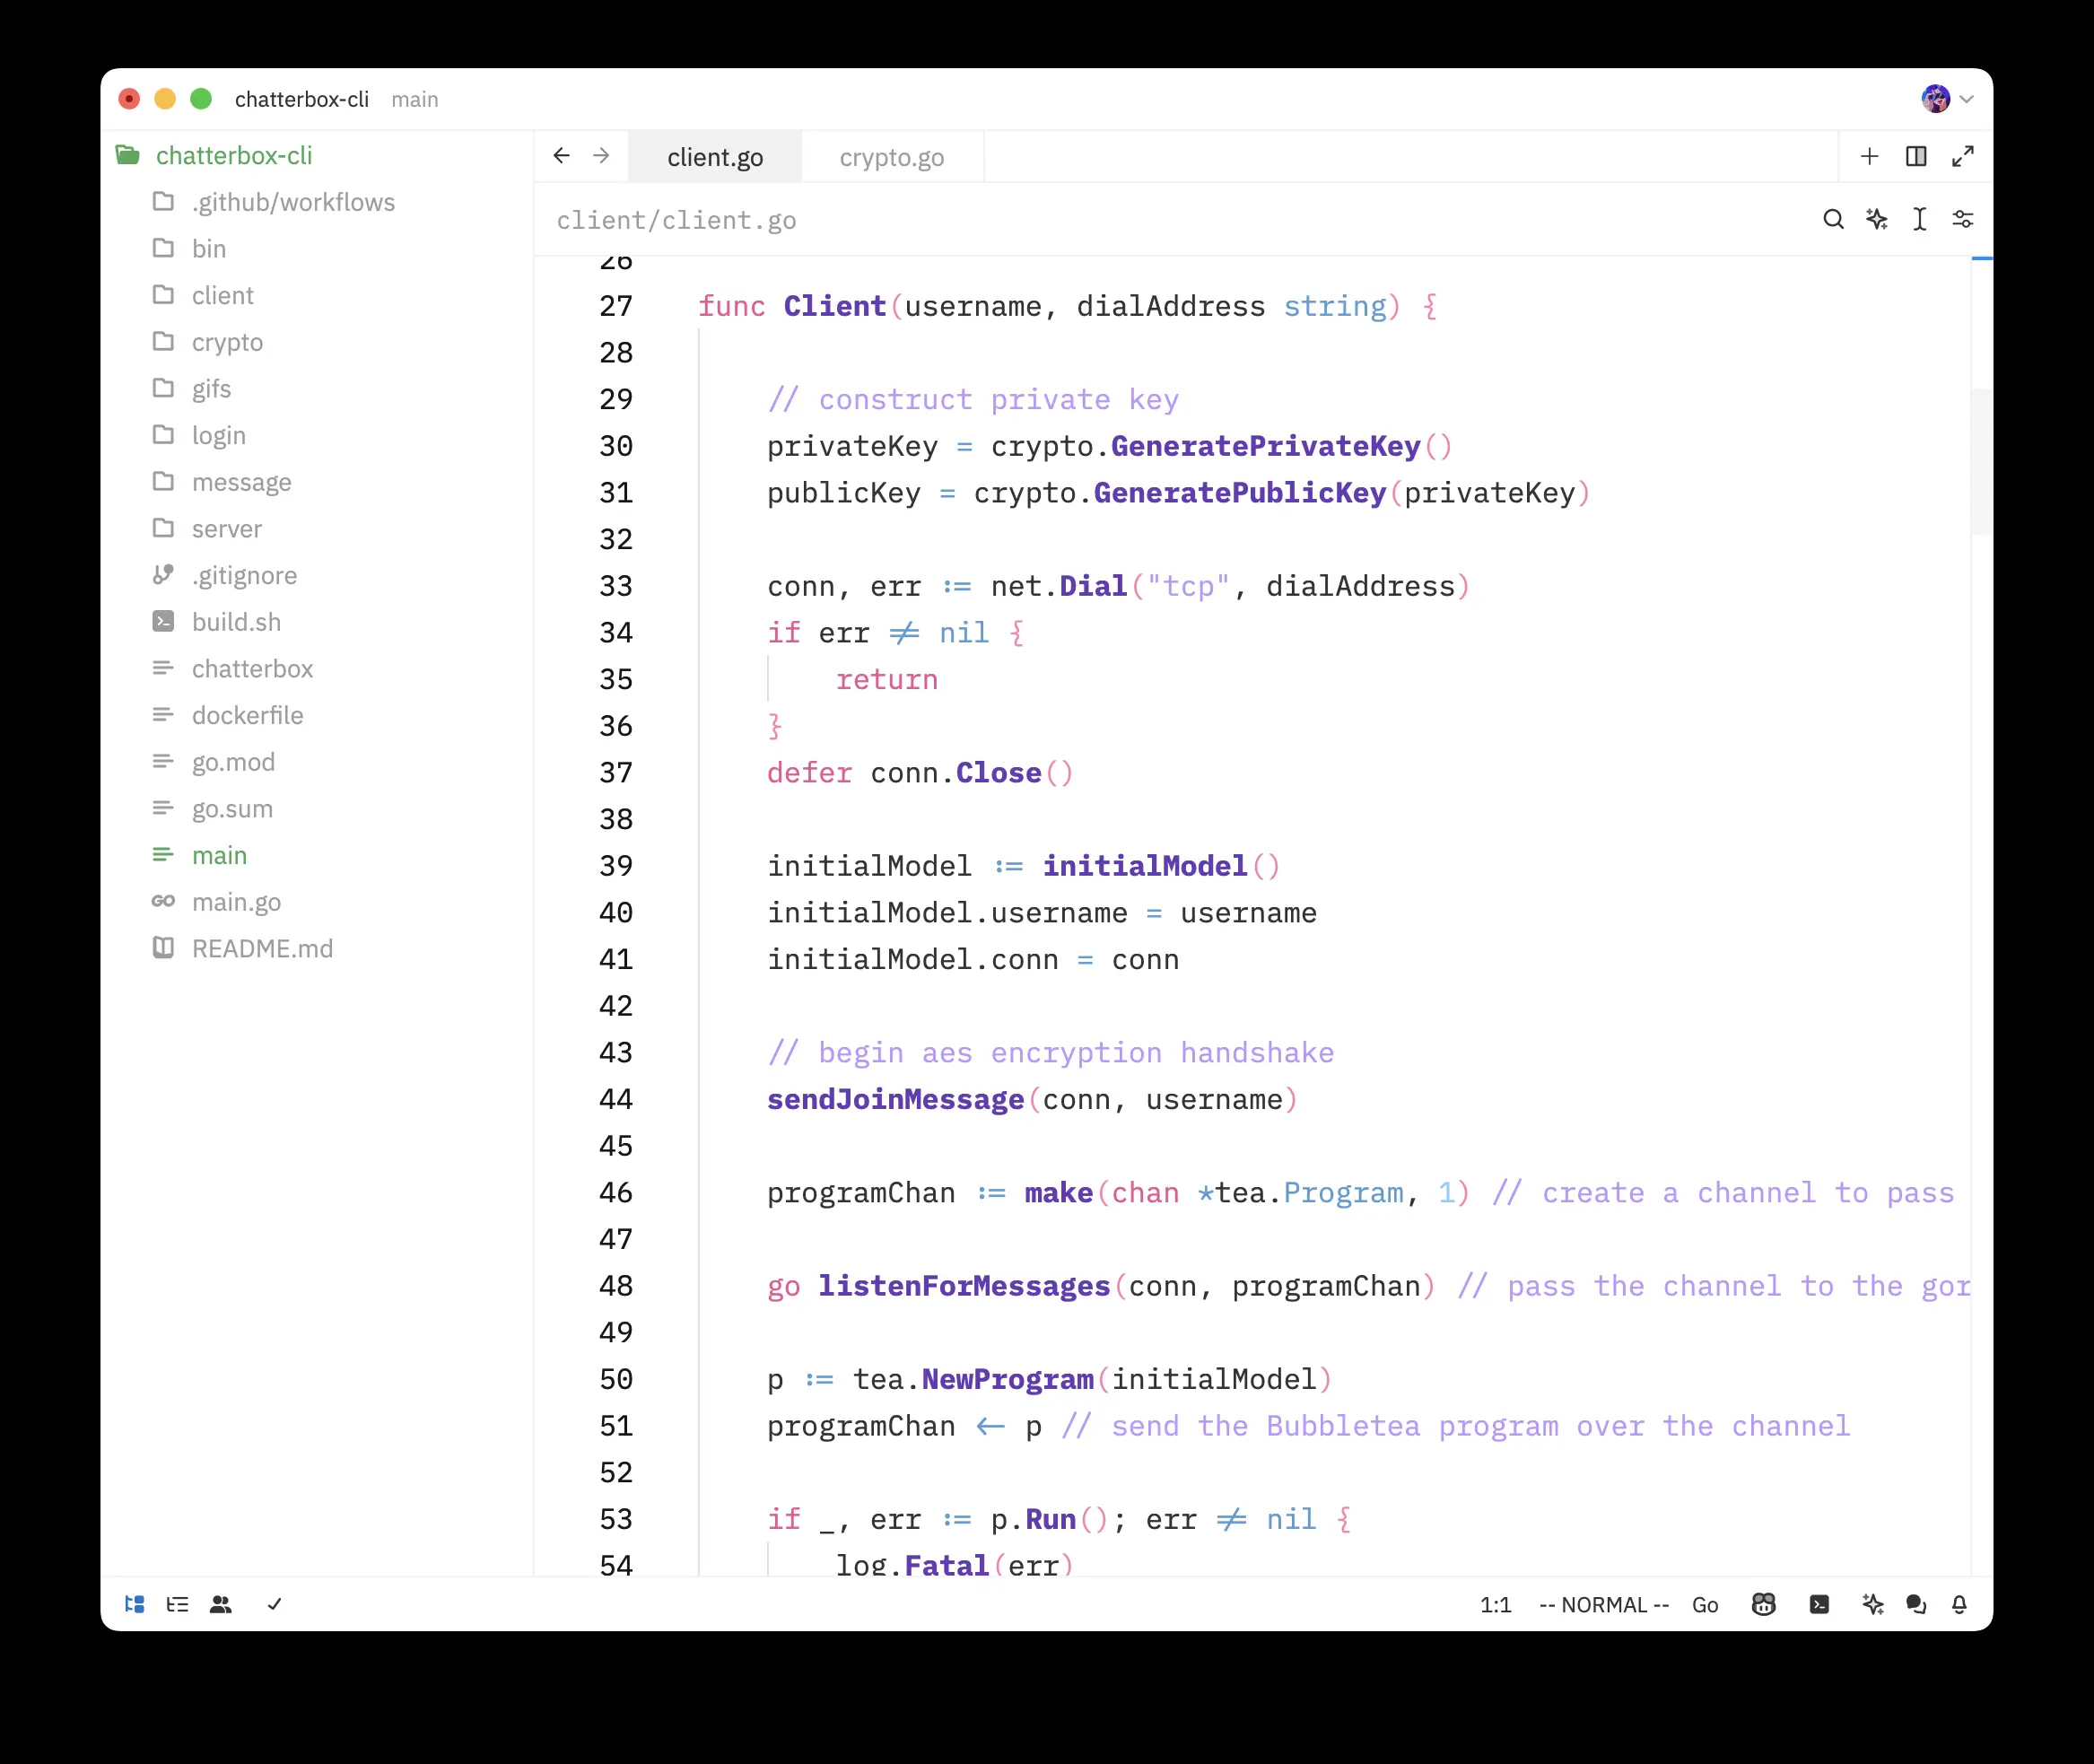 chatterbox-cli main
chatterbox-cli
.github/workflows
bin
client
crypto
gifs
login
message
server
.gitignore
build.sh
chatterbox
dockerfile
go.mod
go.sum
main
main.go
README.md
client.go crypto.go
client/client.go
26
27 func Client(username, dialAddress string) {
28
29 // construct private key
30 privateKey = crypto.GeneratePrivateKey()
31 publicKey = crypto.GeneratePublicKey(privateKey)
32
33 conn, err := net.Dial("tcp", dialAddress)
34 if err != nil {
35 return
36 }
37 defer conn.Close()
38
39 initialModel := initialModel()
40 initialModel.username = username
41 initialModel.conn = conn
42
43 // begin aes encryption handshake
44 sendJoinMessage(conn, username)
45
46 programChan := make(chan *tea.Program, 1) // create a channel to pass
47
48 go listenForMessages(conn, programChan) // pass the channel to the gor
49
50 p := tea.NewProgram(initialModel)
51 programChan <- p // send the Bubbletea program over the channel
52
53 if _, err := p.Run(); err != nil {
54 log.Fatal(err)
1:1 -- NORMAL -- Go